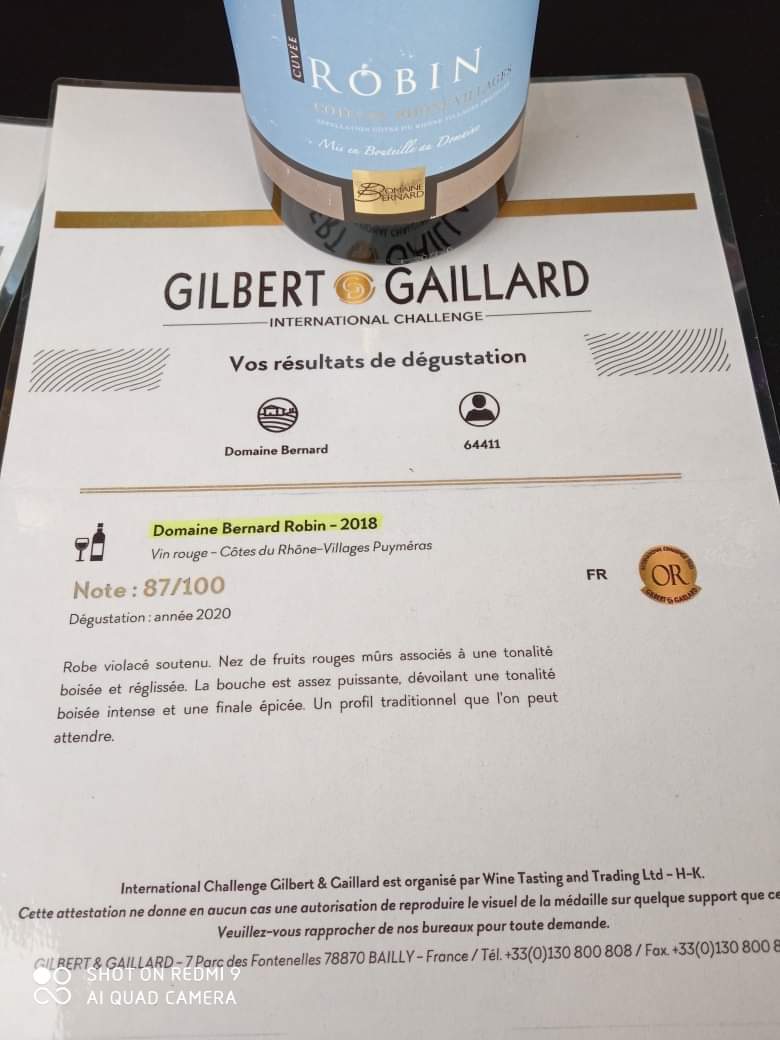 CUVÉE
ROBIN
CÔTES DU RHÔNE VILLAGES
Mis en Bouteille au Domaine
DOMAINE
BERNARD
GILBERT GAILLARD
INTERNATIONAL CHALLENGE
Vos résultats de dégustation
Domaine Bernard
64411
Domaine Bernard Robin – 2018
Vin rouge – Côtes du Rhône-Villages Puyméras
Note : 87/100
FR
OR
GILBERT & GAILLARD
Dégustation : année 2020
Robe violacé soutenu. Nez de fruits rouges mûrs associés à une tonalité
boisée et réglissée. La bouche est assez puissante, dévoilant une tonalité
boisée intense et une finale épicée. Un profil traditionnel que l'on peut
attendre.
International Challenge Gilbert & Gaillard est organisé par Wine Tasting and Trading Ltd – H-K.
Cette attestation ne donne en aucun cas une autorisation de reproduire le visuel de la médaille sur quelque support que ce
Veuillez-vous rapprocher de nos bureaux pour toute demande.
GILBERT & GAILLARD – 7 Parc des Fontenelles 78870 BAILLY – France / Tél. +33(0)130 800 808 / Fax. +33(0)130 800 8
SHOT ON REDMI 9
AI QUAD CAMERA